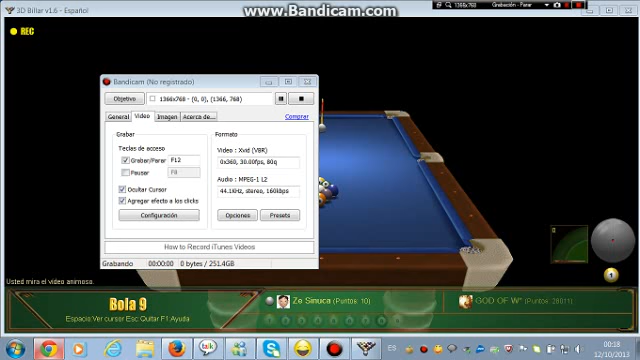 www.Bandicam.com
3D Billar v1.6 - Español
1366x768
Grabación - Parar
REC
Bandicam (No registrado)
Objetivo
1366x768 - (0, 0), (1366, 768)
General Video Imagen Acerca de...
Comprar
Grabar
Teclas de acceso
Grabar/Parar F12
Pausar F8
Ocultar Cursor
Agregar efecto a los clicks
Configuración
Formato
Video : Xvid (VBR)
0x360, 30.00fps, 80q
Audio : MPEG-1 L2
44.1KHz, stereo, 160kbps
Opciones Presets
How to Record iTunes Videos
Grabando 00:00:00 0 bytes / 251.4GB
Usted mira el video animosa.
Bola 9
Espacio:Ver cursor Esc Quitar F1:Ayuda
Ze Sinuca (Puntos: 10)
GOD OF W* (Puntos: 28011)
1
ES
00:18
12/10/2013